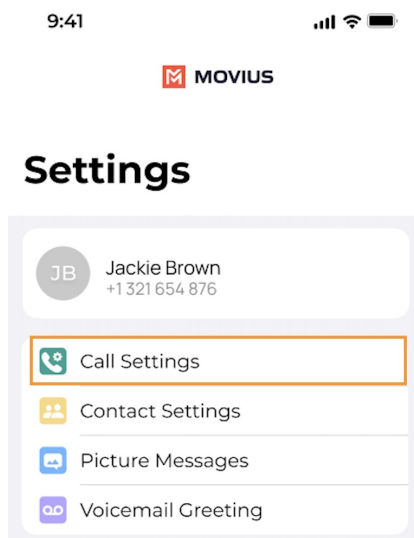 9:41
MOVIUS
Settings
JB
Jackie Brown
+1 321 654 876
Call Settings
Contact Settings
Picture Messages
Voicemail Greeting